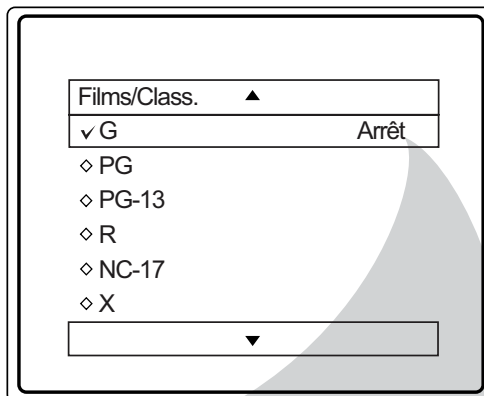 Films/Class. ▲
✓ G Arrêt
◇ PG
◇ PG-13
◇ R
◇ NC-17
◇ X
▼